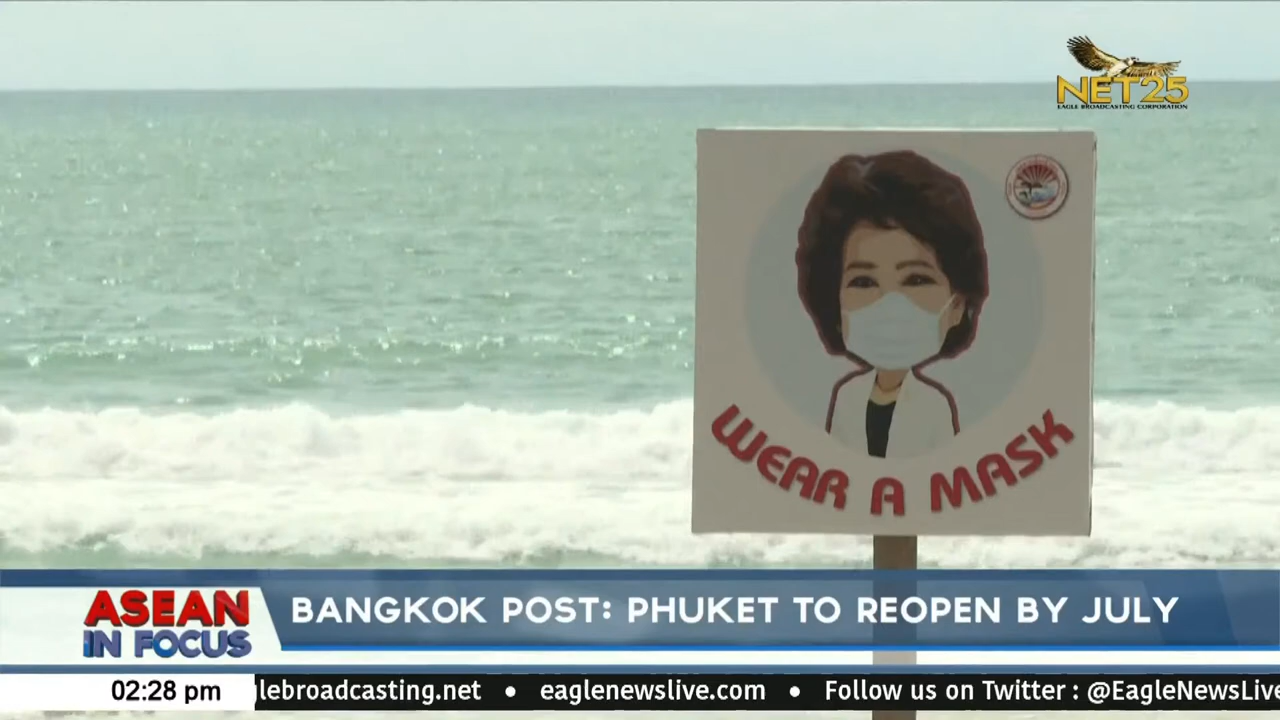 NET25
EAGLE BROADCASTING CORPORATION
WEAR A MASK
ASEAN
IN FOCUS
BANGKOK POST: PHUKET TO REOPEN BY JULY
02:28 pm
lebroadcasting.net • eaglenewslive.com • Follow us on Twitter : @EagleNewsLive